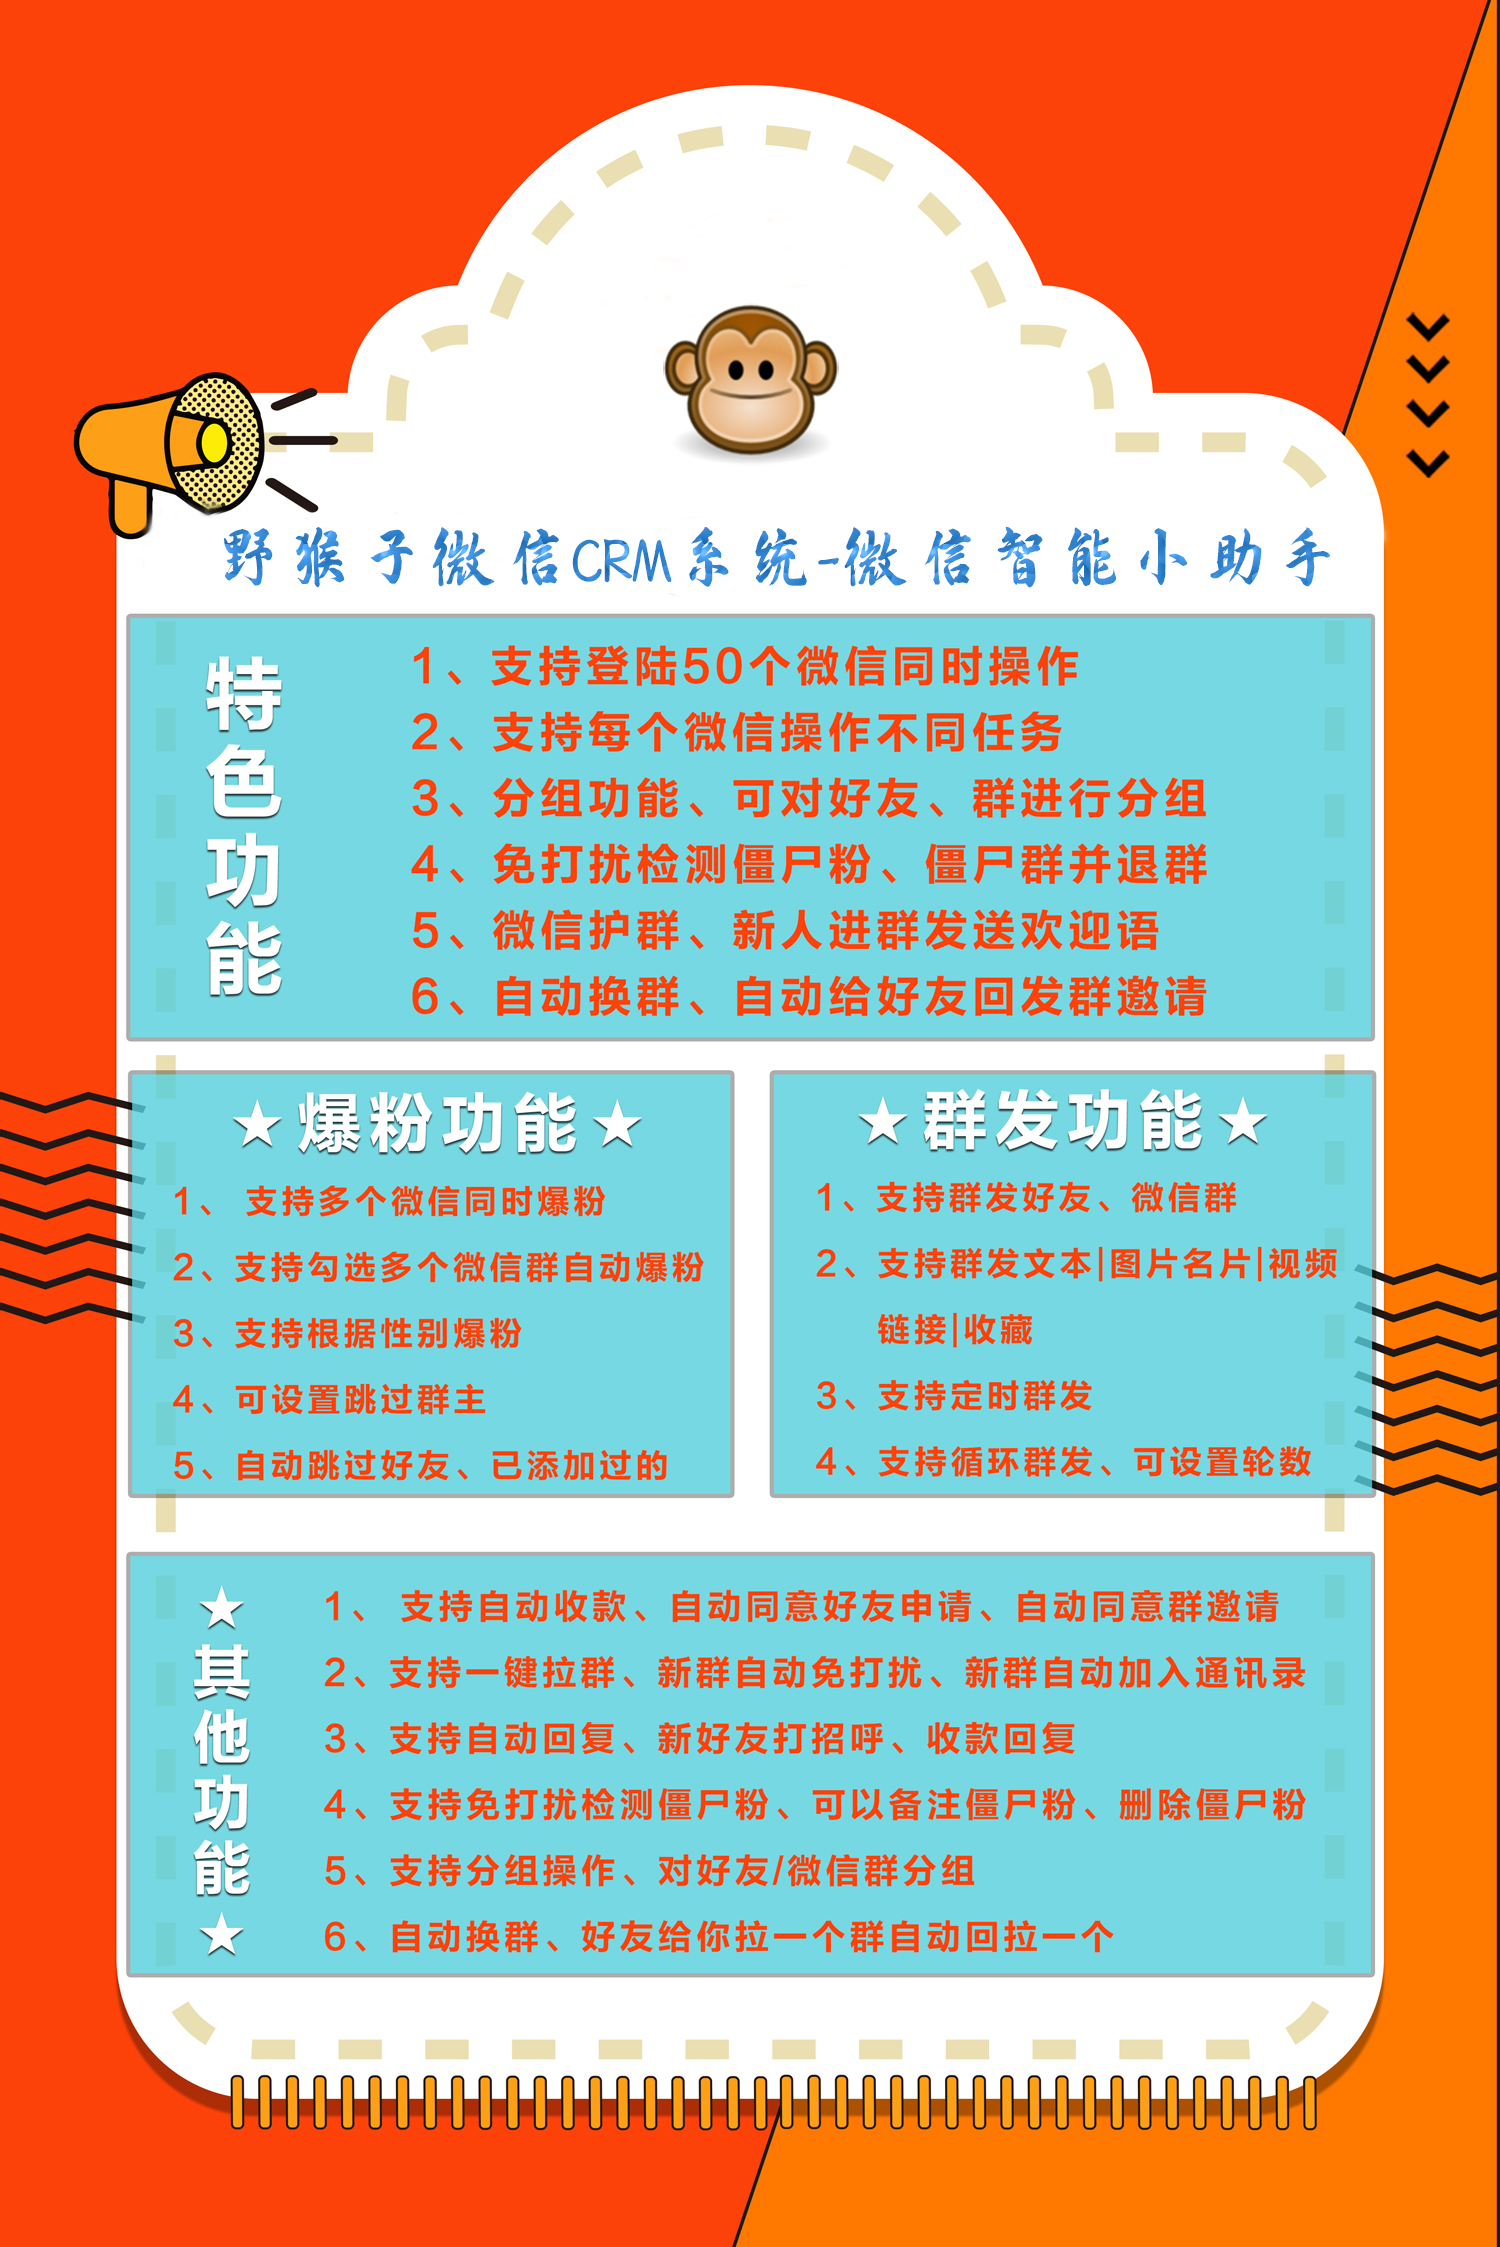 野猴子微信CRM系统-微信智能小助手
特色功能
1、支持登陆50个微信同时操作
2、支持每个微信操作不同任务
3、分组功能、可对好友、群进行分组
4、免打扰检测僵尸粉、僵尸群并退群
5、微信护群、新人进群发送欢迎语
6、自动换群、自动给好友回发群邀请
★爆粉功能★
1、 支持多个微信同时爆粉
2、支持勾选多个微信群自动爆粉
3、支持根据性别爆粉
4、可设置跳过群主
5、自动跳过好友、已添加过的
★群发功能★
1、支持群发好友、微信群
2、支持群发文本|图片名片|视频
链接|收藏
3、支持定时群发
4、支持循环群发、可设置轮数
★其他功能★
1、 支持自动收款、自动同意好友申请、自动同意群邀请
2、支持一键拉群、新群自动免打扰、新群自动加入通讯录
3、支持自动回复、新好友打招呼、收款回复
4、支持免打扰检测僵尸粉、可以备注僵尸粉、删除僵尸粉
5、支持分组操作、对好友/微信群分组
6、自动换群、好友给你拉一个群自动回拉一个